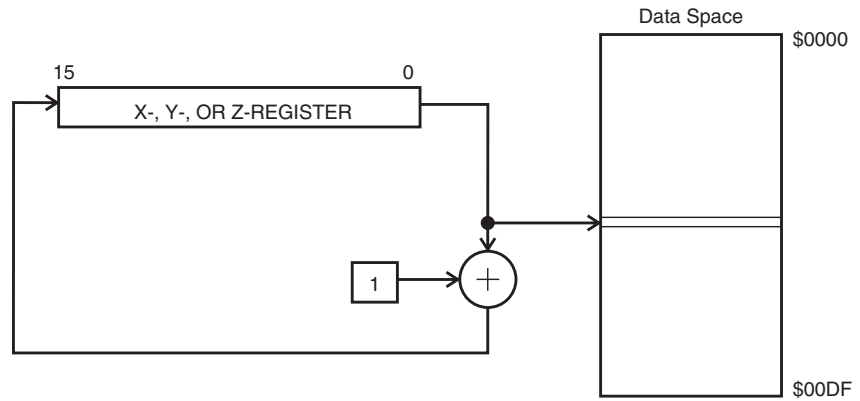 Data Space
$0000
15
0
X-, Y-, OR Z-REGISTER
1
+
$00DF